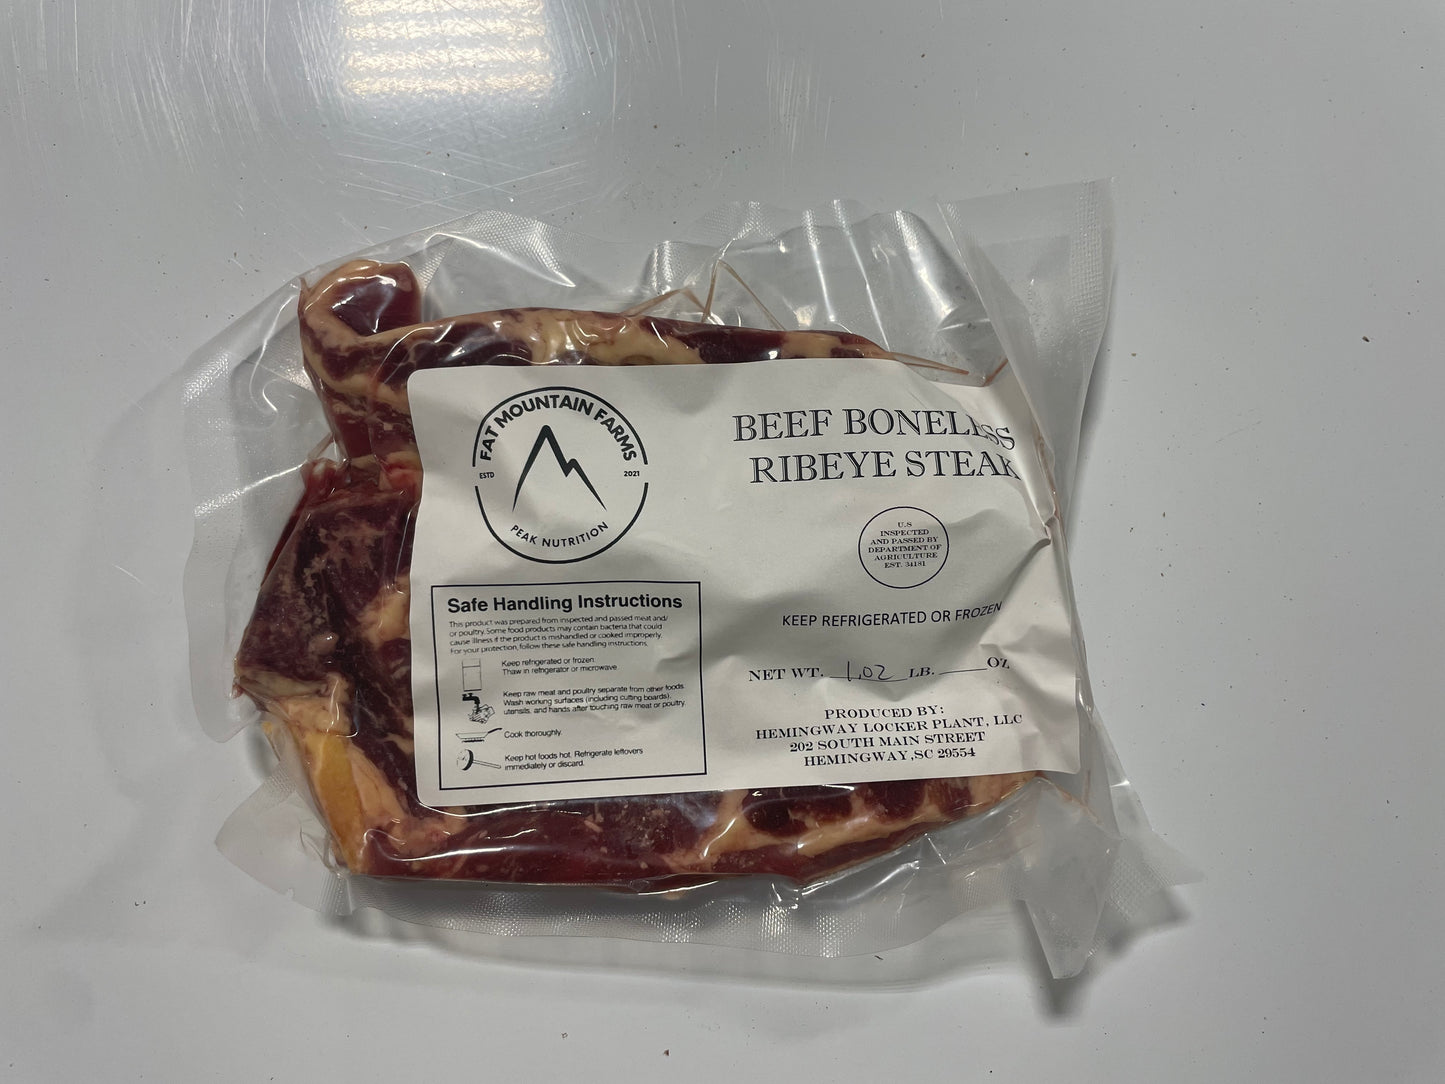 FAT MOUNTAIN FARMS
ESTD 2021
PEAK NUTRITION
BEEF BONELESS
RIBEYE STEAK
U.S
INSPECTED
AND PASSED BY
DEPARTMENT OF
AGRICULTURE
EST. 34181
KEEP REFRIGERATED OR FROZEN
NET WT. 1.02 LB. ____ OZ
PRODUCED BY:
HEMINGWAY LOCKER PLANT, LLC
202 SOUTH MAIN STREET
HEMINGWAY,SC 29554
Safe Handling Instructions
This product was prepared from inspected and passed meat and/
or poultry. Some food products may contain bacteria that could
cause illness if the product is mishandled or cooked improperly.
For your protection, follow these safe handling instructions.
Keep refrigerated or frozen.
Thaw in refrigerator or microwave.
Keep raw meat and poultry separate from other foods.
Wash working surfaces (including cutting boards),
utensils, and hands after touching raw meat or poultry.
Cook thoroughly.
Keep hot foods hot. Refrigerate leftovers
immediately or discard.